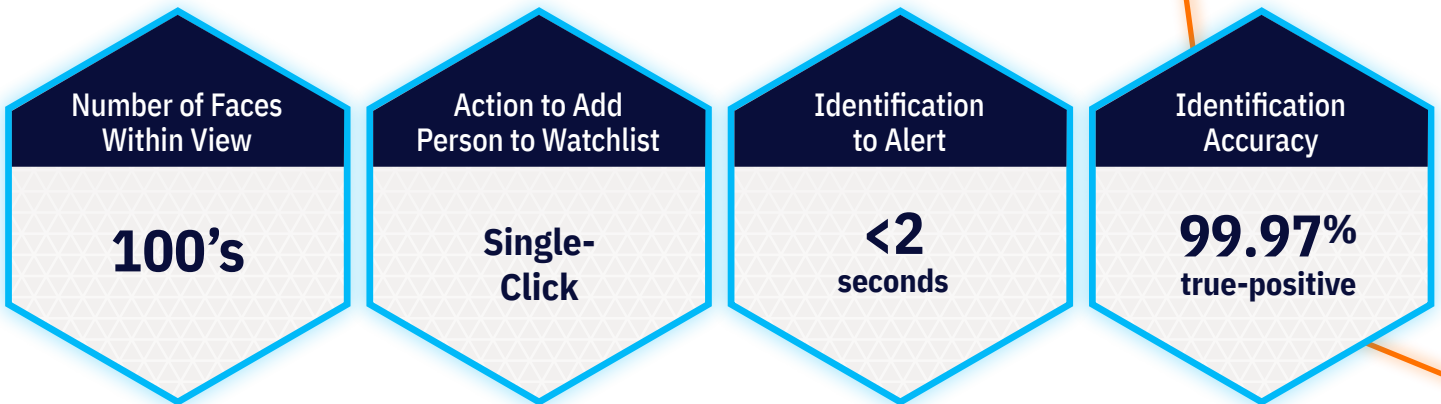 Number of Faces
Within View
100’s
Action to Add
Person to Watchlist
Single-
Click
Identification
to Alert
<2
seconds
Identification
Accuracy
99.97%
true-positive